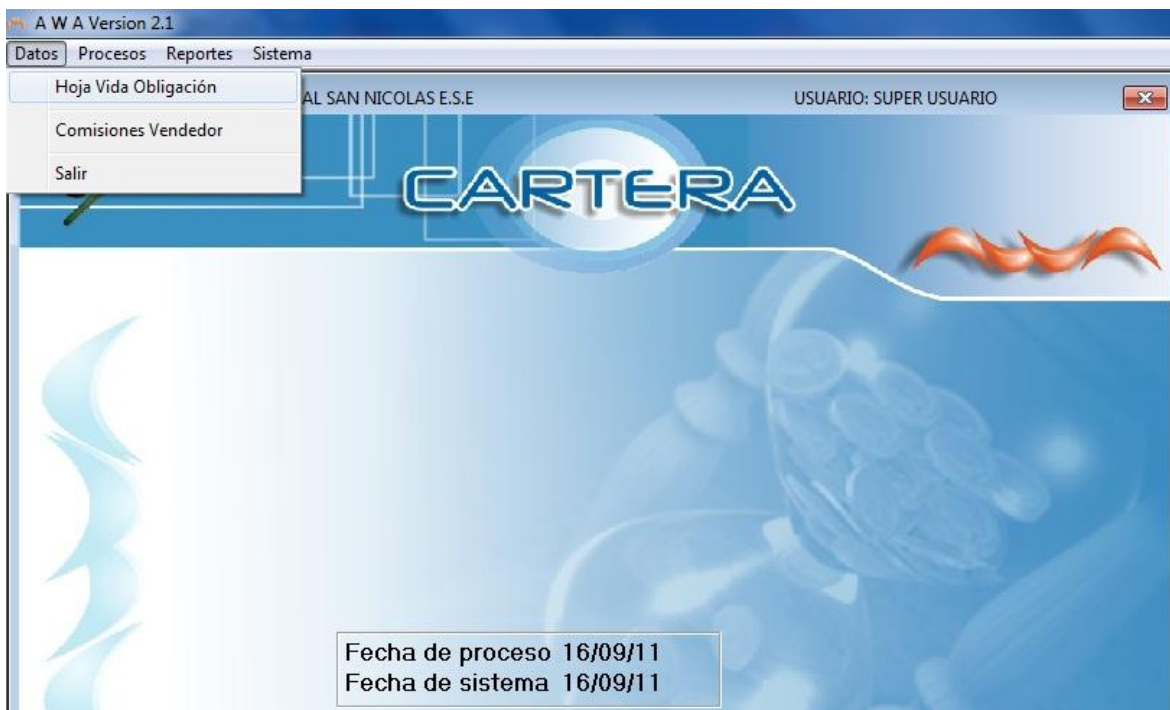 A W A Version 2.1
Datos Procesos Reportes Sistema
Hoja Vida Obligación
AL SAN NICOLAS E.S.E USUARIO: SUPER USUARIO
Comisiones Vendedor
Salir
CARTERA
AWA
Fecha de proceso 16/09/11
Fecha de sistema 16/09/11